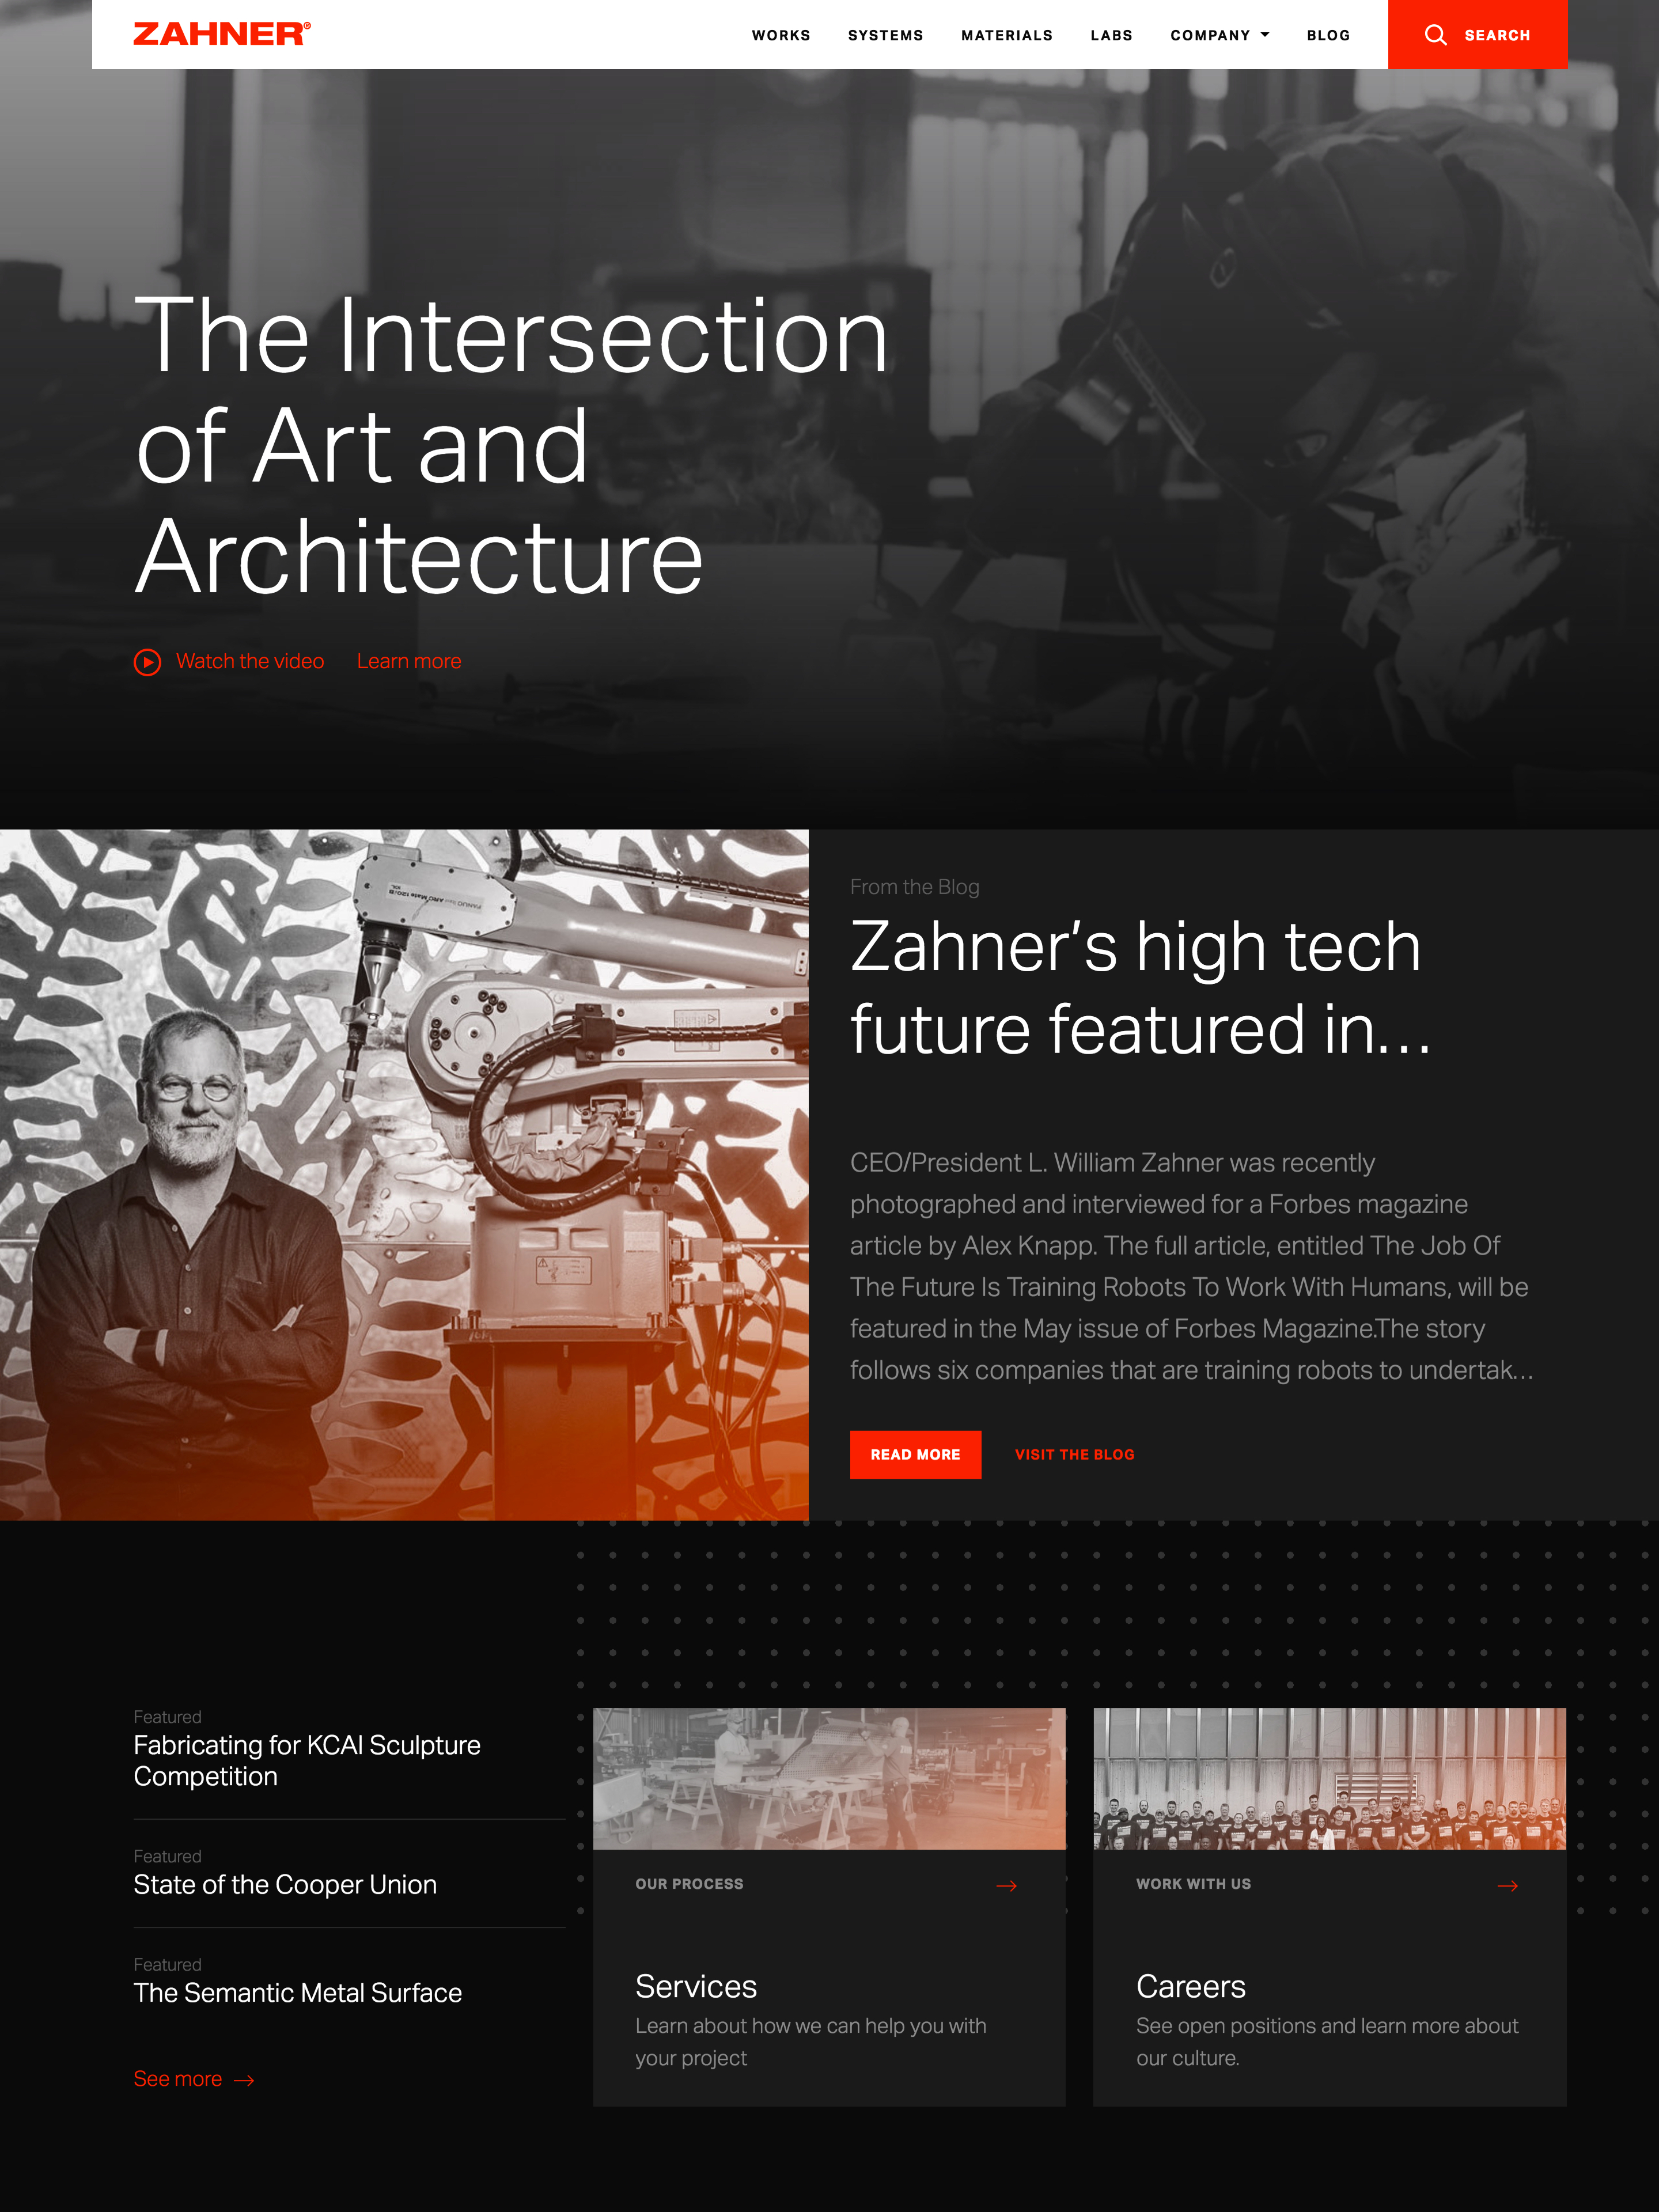 ZAHNER®
WORKS SYSTEMS MATERIALS LABS COMPANY BLOG SEARCH
The Intersection
of Art and
Architecture
Watch the video Learn more
From the Blog
Zahner’s high tech
future featured in…
CEO/President L. William Zahner was recently
photographed and interviewed for a Forbes magazine
article by Alex Knapp. The full article, entitled The Job Of
The Future Is Training Robots To Work With Humans, will be
featured in the May issue of Forbes Magazine.The story
follows six companies that are training robots to undertak…
READ MORE VISIT THE BLOG
Featured
Fabricating for KCAI Sculpture
Competition
Featured
State of the Cooper Union
Featured
The Semantic Metal Surface
See more
OUR PROCESS
Services
Learn about how we can help you with
your project
WORK WITH US
Careers
See open positions and learn more about
our culture.